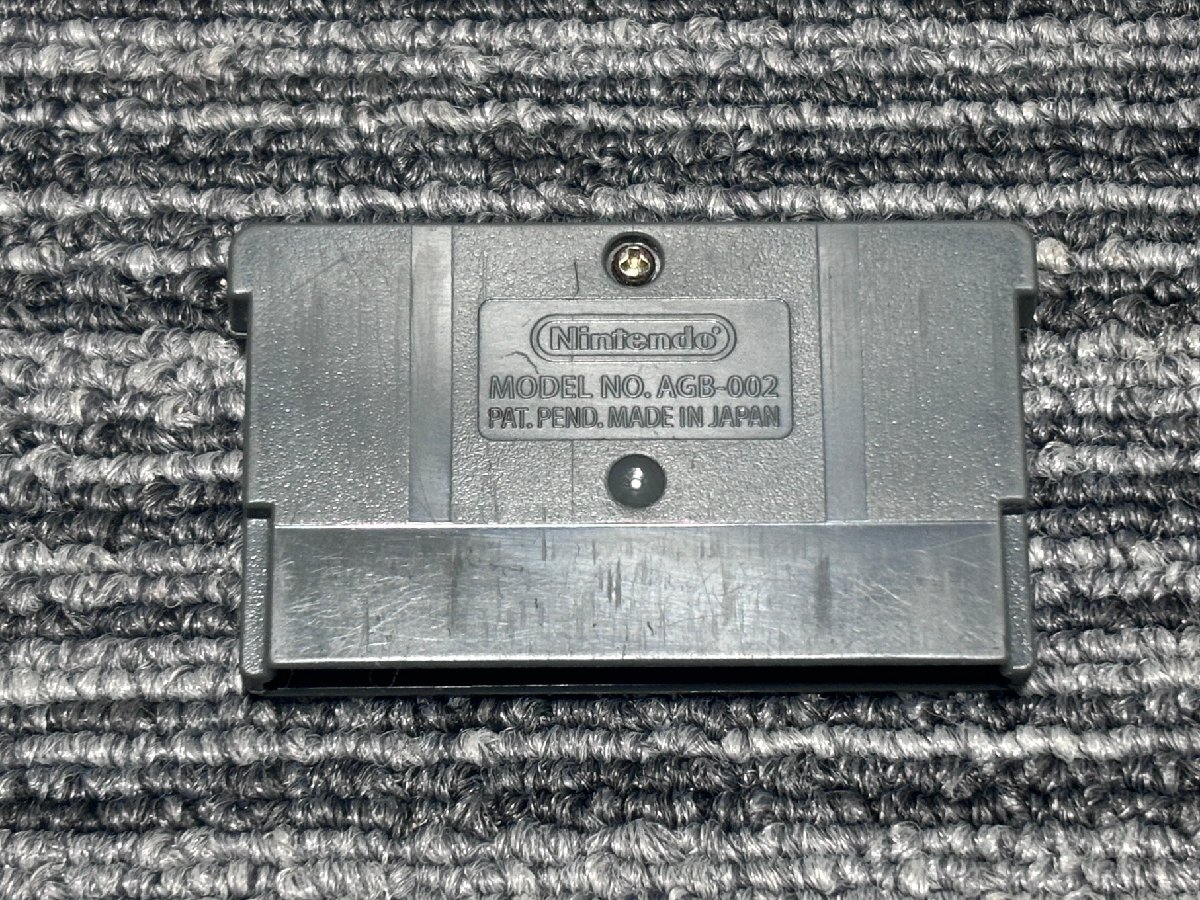 Nintendo®
MODEL NO. AGB-002
PAT. PEND. MADE IN JAPAN